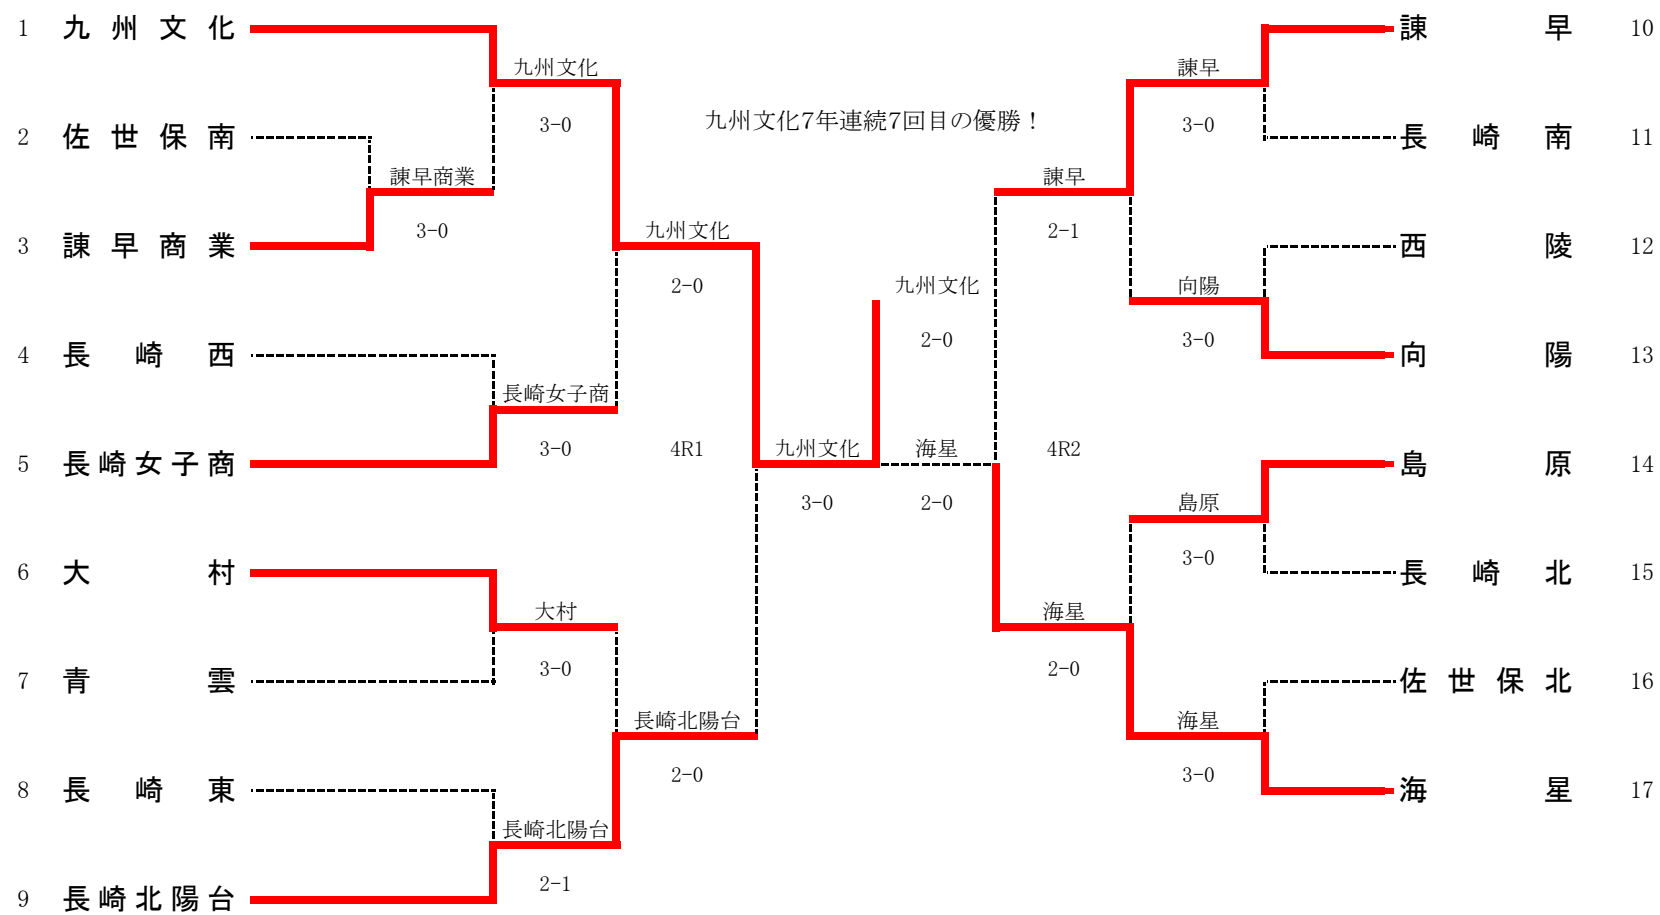 1 九州文化
九州文化
3-0
2 佐世保南
諫早商業
3-0
3 諫早商業
九州文化
2-0
4 長崎西
長崎女子商
3-0
5 長崎女子商
4R1
九州文化
3-0
6 大村
大村
3-0
7 青雲
長崎北陽台
2-0
8 長崎東
長崎北陽台
2-1
9 長崎北陽台
九州文化7年連続7回目の優勝！
九州文化
2-0
海星
2-0
諫早 10
諫早
3-0
長崎南 11
諫早
2-1
西陵 12
向陽
3-0
向陽 13
4R2
島原 14
島原
3-0
長崎北 15
海星
2-0
佐世保北 16
海星
3-0
海星 17